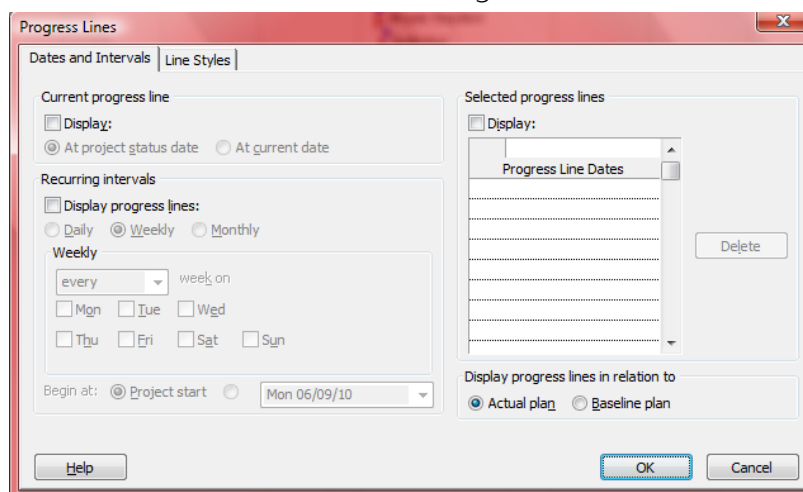 Progress Lines
Dates and Intervals
Line Styles
Current progress line
Display:
At project status date
At current date
Recurring intervals
Display progress lines:
Daily
Weekly
Monthly
Weekly
every
week on
Mon
Tue
Wed
Thu
Fri
Sat
Sun
Begin at:
Project start
Mon 06/09/10
Selected progress lines
Display:
Progress Line Dates
Delete
Display progress lines in relation to
Actual plan
Baseline plan
Help
OK
Cancel